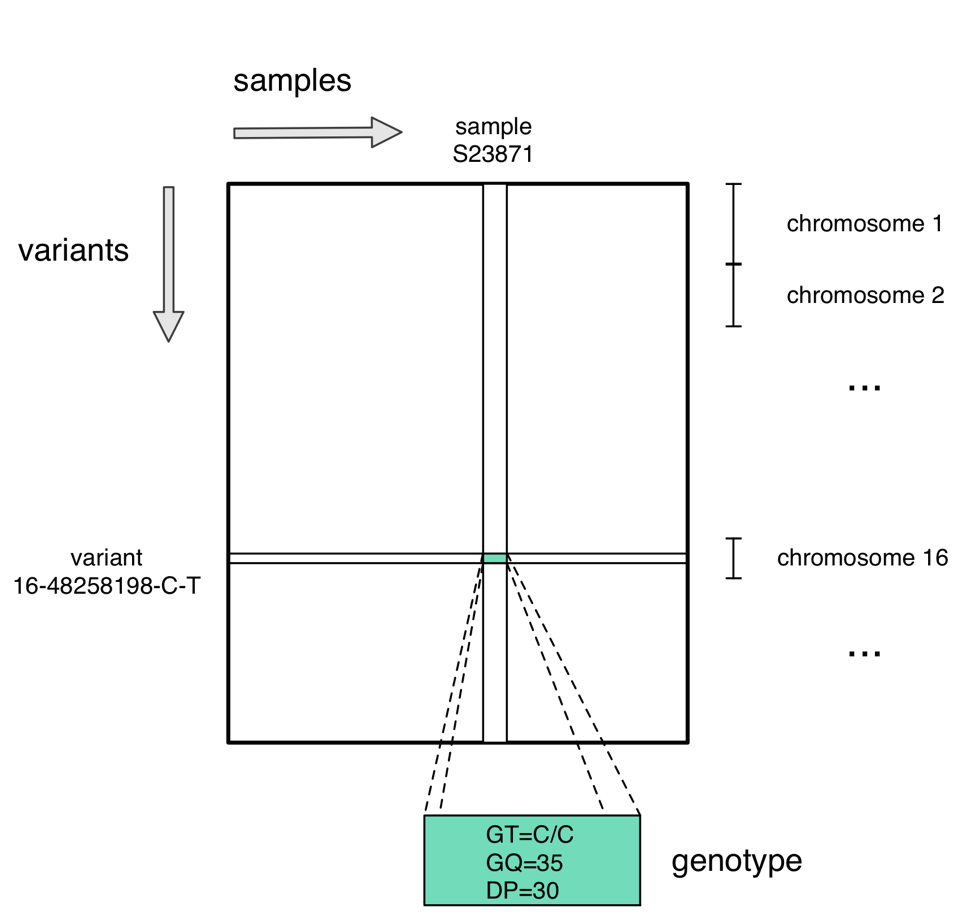 samples
sample
S23871
variants
chromosome 1
chromosome 2
...
variant
16-48258198-C-T
chromosome 16
...
GT=C/C
GQ=35
DP=30
genotype